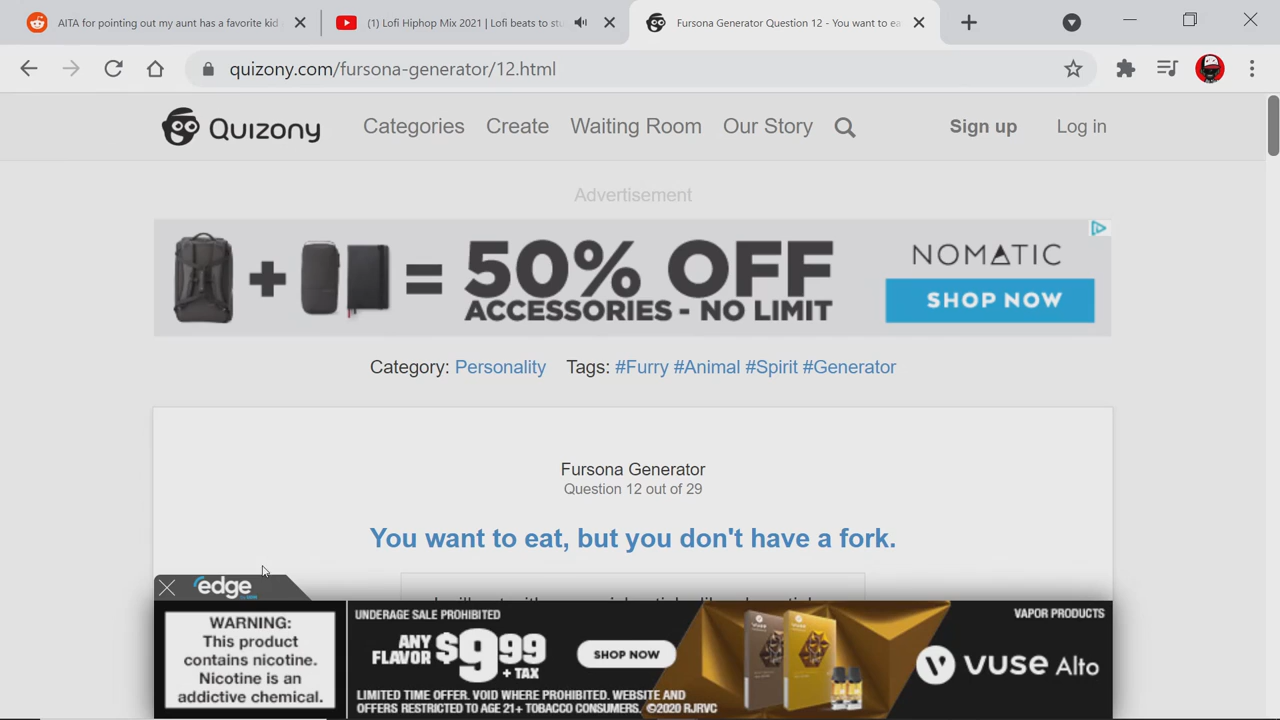 AITA for pointing out my aunt has a favorite kid
(1) Lofi Hiphop Mix 2021 | Lofi beats to stu
Fursona Generator Question 12 - You want to ea
quizony.com/fursona-generator/12.html
Quizony
Categories
Create
Waiting Room
Our Story
Sign up
Log in
Advertisement
50% OFF
ACCESSORIES - NO LIMIT
NOMATIC
SHOP NOW
Category: Personality Tags: #Furry #Animal #Spirit #Generator
Fursona Generator
Question 12 out of 29
You want to eat, but you don't have a fork.
edge
WARNING:
This product
contains nicotine.
Nicotine is an
addictive chemical.
UNDERAGE SALE PROHIBITED
ANY
FLAVOR $9.99
+ TAX
SHOP NOW
LIMITED TIME OFFER. VOID WHERE PROHIBITED. WEBSITE AND
OFFERS RESTRICTED TO AGE 21+ TOBACCO CONSUMERS. ©2020 RJRVC
VAPOR PRODUCTS
vuse Alto